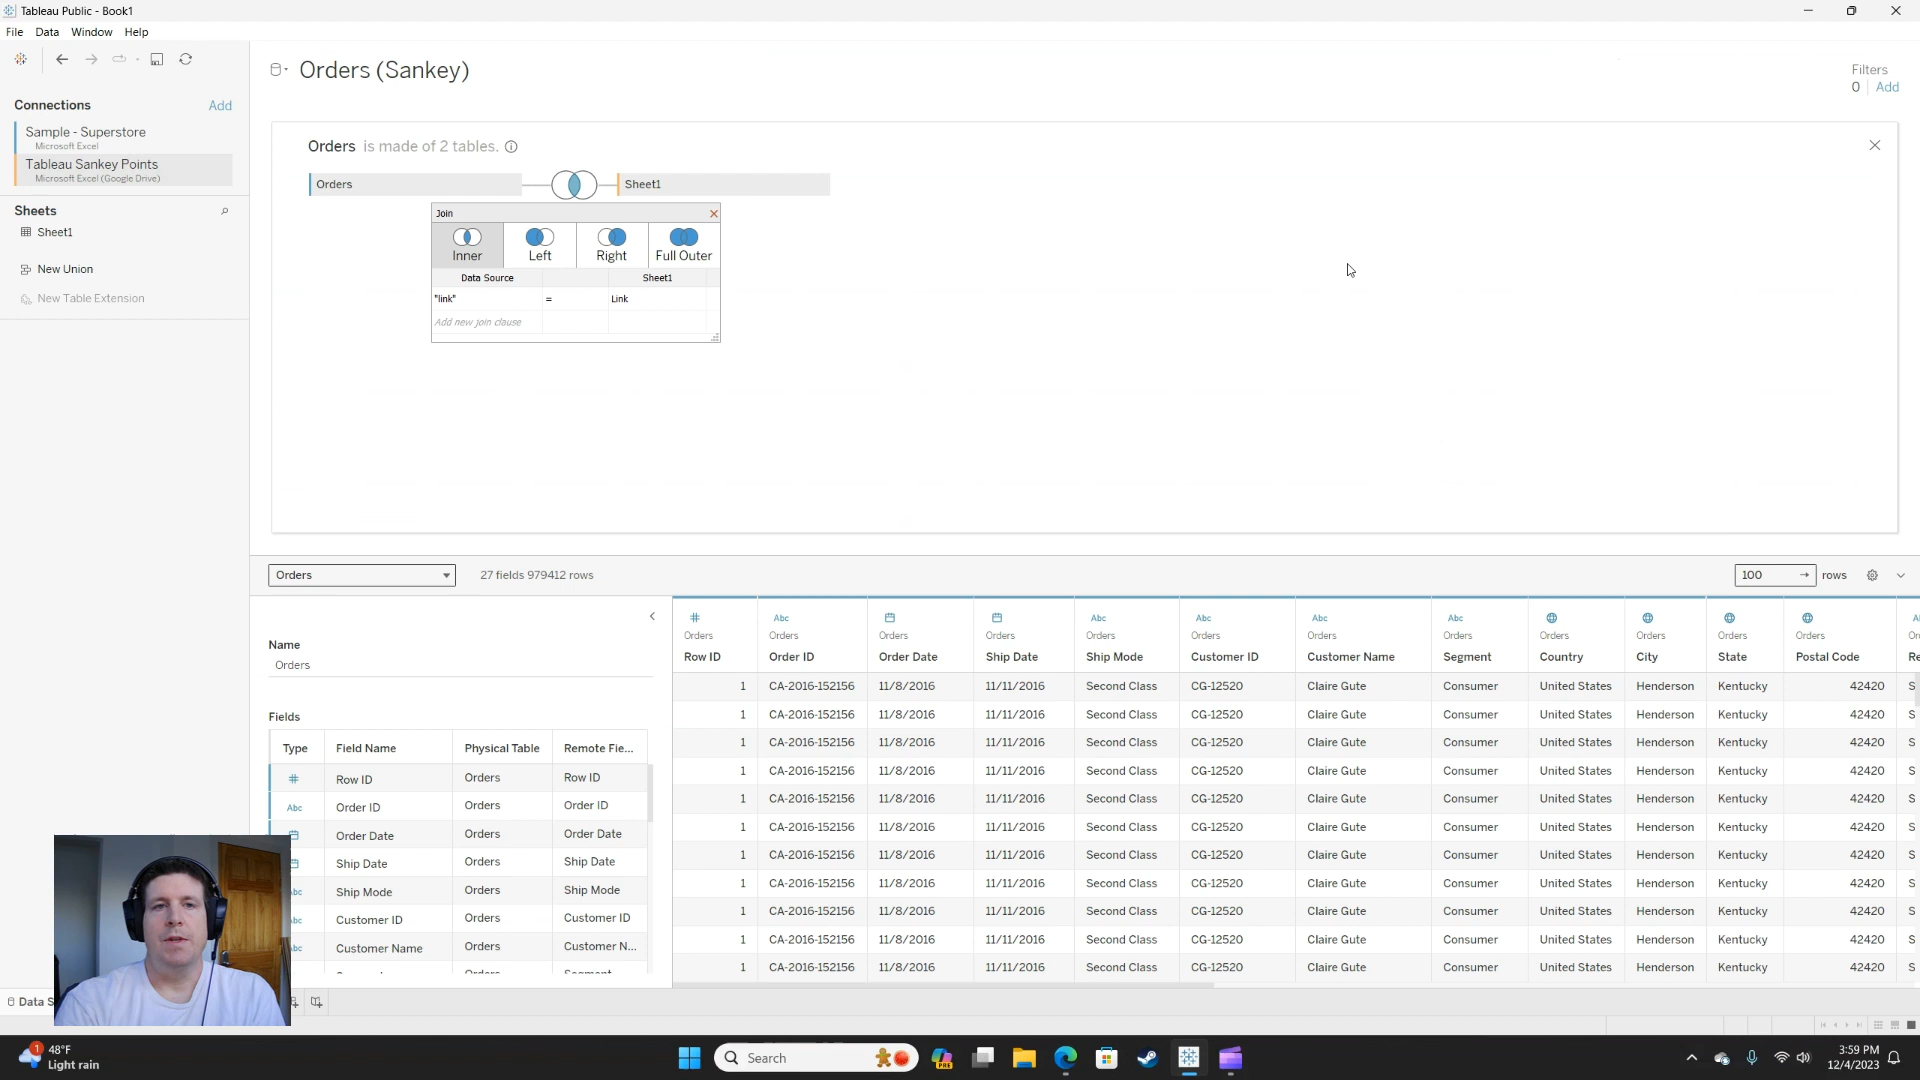 Tableau Public - Book1
File Data Window Help
Connections Add
Sample - Superstore
Microsoft Excel
Tableau Sankey Points
Microsoft Excel (Google Drive)
Sheets
Sheet1
New Union
New Table Extension
Orders (Sankey)
Filters
0 Add
Orders is made of 2 tables.
Orders Sheet1
Join
Inner Left Right Full Outer
Data Source Sheet1
"link" = Link
Add new join clause
Orders 27 fields 979412 rows 100 rows
Name
Orders
Fields
Type Field Name Physical Table Remote Fie...
# Row ID Orders Row ID
Abc Order ID Orders Order ID
Order Date Orders Order Date
Ship Date Orders Ship Date
Ship Mode Orders Ship Mode
Customer ID Orders Customer ID
Customer Name Orders Customer N...
# Abc Abc Abc Abc Abc
Orders Orders Orders Orders Orders Orders Orders Orders Orders Orders Orders Orders
Row ID Order ID Order Date Ship Date Ship Mode Customer ID Customer Name Segment Country City State Postal Code Re
1 CA-2016-152156 11/8/2016 11/11/2016 Second Class CG-12520 Claire Gute Consumer United States Henderson Kentucky 42420 S
1 CA-2016-152156 11/8/2016 11/11/2016 Second Class CG-12520 Claire Gute Consumer United States Henderson Kentucky 42420 S
1 CA-2016-152156 11/8/2016 11/11/2016 Second Class CG-12520 Claire Gute Consumer United States Henderson Kentucky 42420 S
1 CA-2016-152156 11/8/2016 11/11/2016 Second Class CG-12520 Claire Gute Consumer United States Henderson Kentucky 42420 S
1 CA-2016-152156 11/8/2016 11/11/2016 Second Class CG-12520 Claire Gute Consumer United States Henderson Kentucky 42420 S
1 CA-2016-152156 11/8/2016 11/11/2016 Second Class CG-12520 Claire Gute Consumer United States Henderson Kentucky 42420 S
1 CA-2016-152156 11/8/2016 11/11/2016 Second Class CG-12520 Claire Gute Consumer United States Henderson Kentucky 42420 S
1 CA-2016-152156 11/8/2016 11/11/2016 Second Class CG-12520 Claire Gute Consumer United States Henderson Kentucky 42420 S
1 CA-2016-152156 11/8/2016 11/11/2016 Second Class CG-12520 Claire Gute Consumer United States Henderson Kentucky 42420 S
1 CA-2016-152156 11/8/2016 11/11/2016 Second Class CG-12520 Claire Gute Consumer United States Henderson Kentucky 42420 S
1 CA-2016-152156 11/8/2016 11/11/2016 Second Class CG-12520 Claire Gute Consumer United States Henderson Kentucky 42420 S
Data S
1 48°F
Light rain
Search
PRE
3:59 PM
12/4/2023